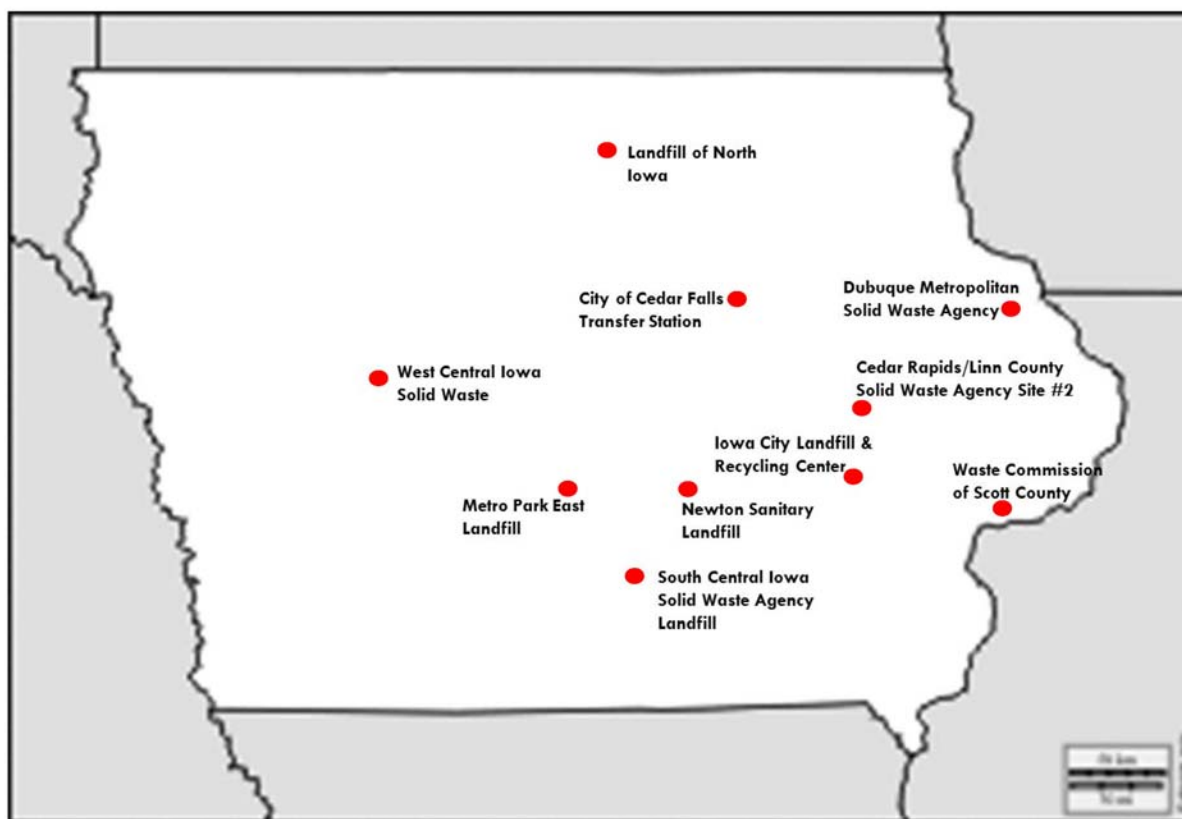 Landfill of North
Iowa
City of Cedar Falls
Transfer Station
Dubuque Metropolitan
Solid Waste Agency
West Central Iowa
Solid Waste
Cedar Rapids/Linn County
Solid Waste Agency Site #2
Iowa City Landfill &
Recycling Center
Waste Commission
of Scott County
Metro Park East
Landfill
Newton Sanitary
Landfill
South Central Iowa
Solid Waste Agency
Landfill